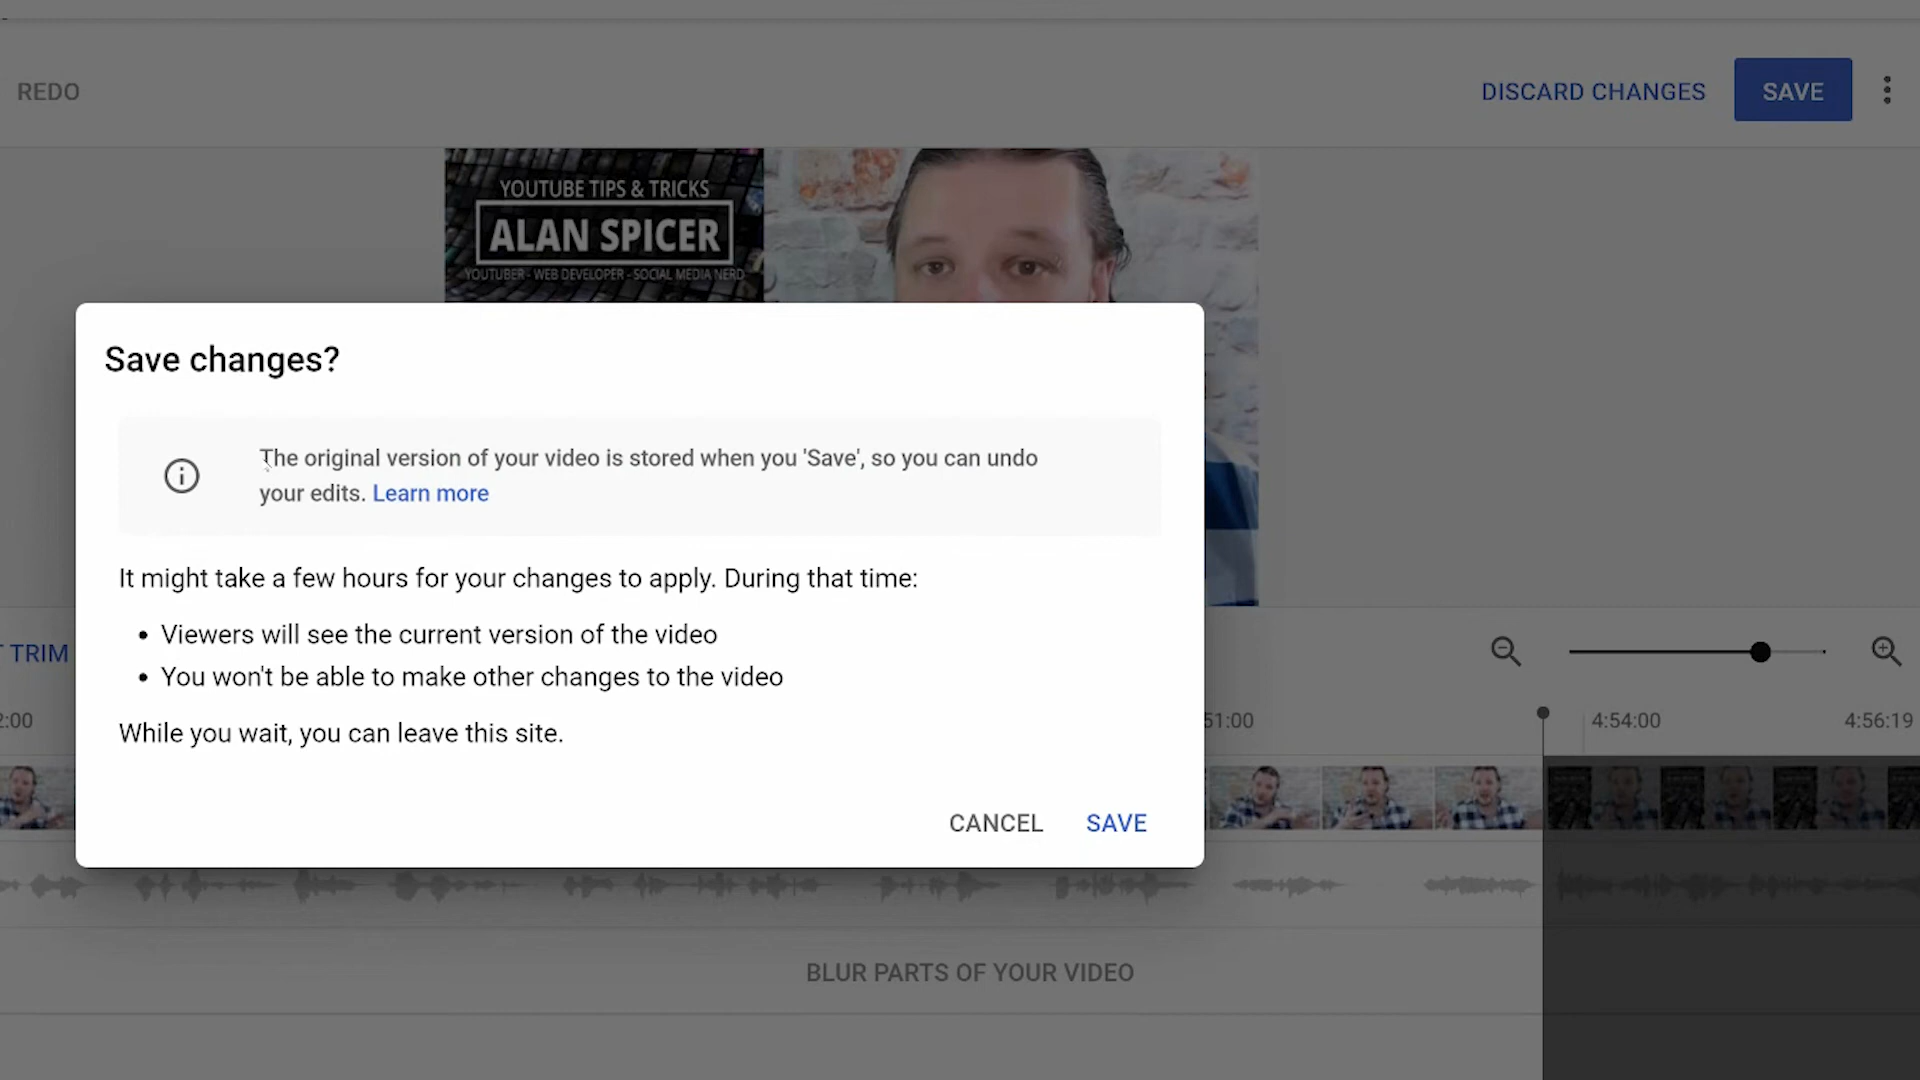 REDO
DISCARD CHANGES
SAVE
YOUTUBE TIPS & TRICKS
ALAN SPICER
YOUTUBER - WEB DEVELOPER - SOCIAL MEDIA NERD
Save changes?
The original version of your video is stored when you 'Save', so you can undo
your edits. Learn more
It might take a few hours for your changes to apply. During that time:
• Viewers will see the current version of the video
• You won't be able to make other changes to the video
While you wait, you can leave this site.
CANCEL
SAVE
TRIM
2:00
51:00
4:54:00
4:56:19
BLUR PARTS OF YOUR VIDEO